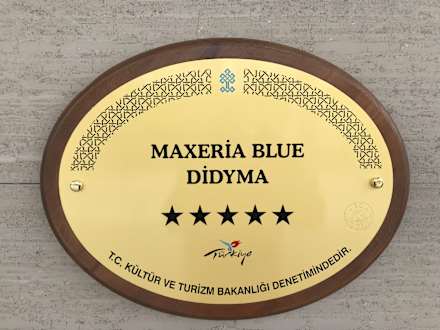 MAXERİA BLUE
DİDYMA
★★★★★
Türkiye
T.C. KÜLTÜR VE TURİZM BAKANLIĞI DENETİMİNDEDİR.